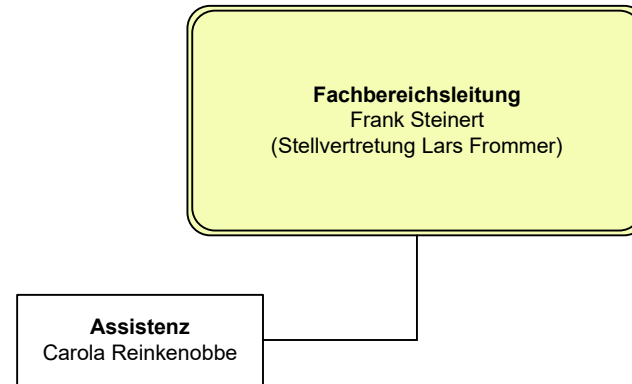 Fachbereichsleitung
Frank Steinert
(Stellvertretung Lars Frommer)
Assistenz
Carola Reinkenobbe